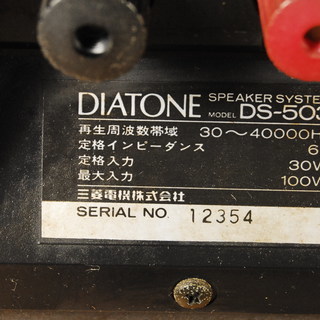 DIATONE SPEAKER SYSTEM
MODEL DS-503
再生周波数帯域 30～40000H
定格インピーダンス 6
定格入力 30W
最大入力 100W
三菱電機株式会社
SERIAL NO. 12354